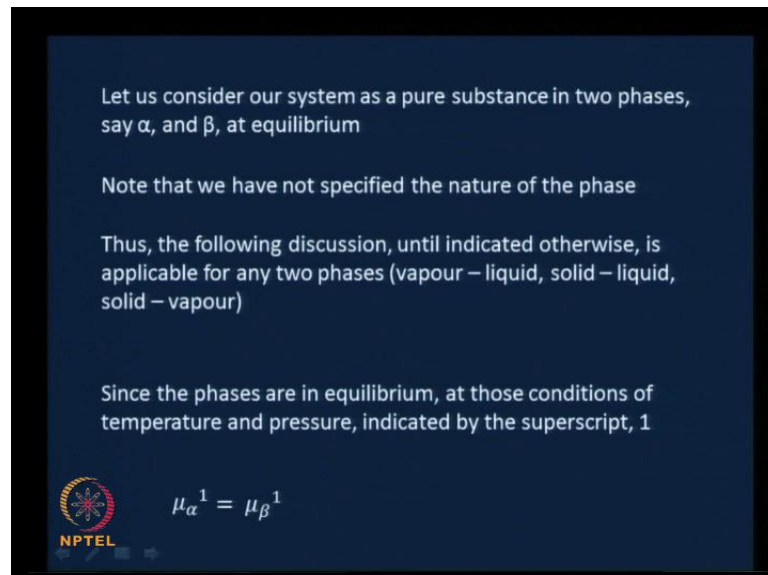 Let us consider our system as a pure substance in two phases,
say α, and β, at equilibrium
Note that we have not specified the nature of the phase
Thus, the following discussion, until indicated otherwise, is
applicable for any two phases (vapour – liquid, solid – liquid,
solid – vapour)
Since the phases are in equilibrium, at those conditions of
temperature and pressure, indicated by the superscript, 1
μ_α¹ = μ_β¹
NPTEL